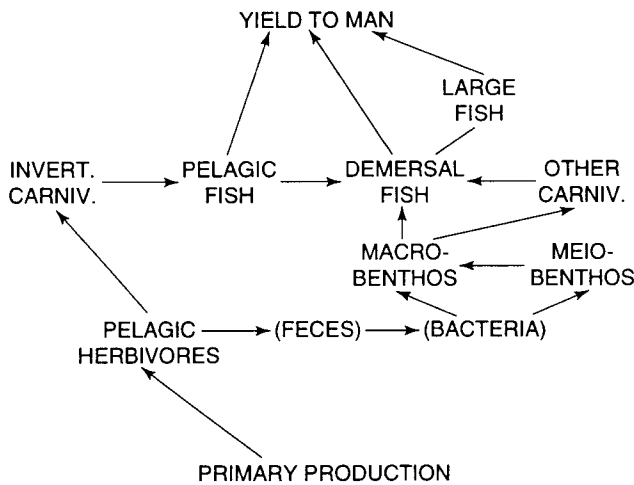 YIELD TO MAN
LARGE
FISH
INVERT.
CARNIV.
PELAGIC
FISH
DEMERSAL
FISH
OTHER
CARNIV.
MACRO-
BENTHOS
MEIO-
BENTHOS
PELAGIC
HERBIVORES
(FECES)
(BACTERIA)
PRIMARY PRODUCTION